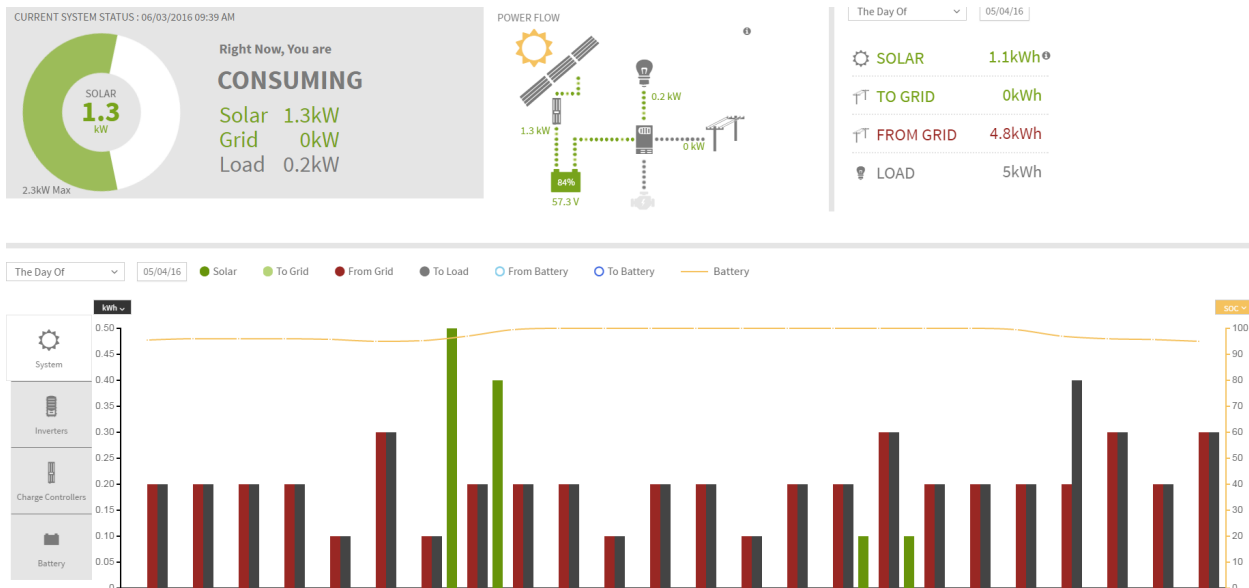 CURRENT SYSTEM STATUS : 06/03/2016 09:39 AM
SOLAR
1.3
kW
2.3kW Max
Right Now, You are
CONSUMING
Solar 1.3kW
Grid 0kW
Load 0.2kW
POWER FLOW
0.2 kW
1.3 kW
0 kW
84%
57.3 V
The Day Of 05/04/16
SOLAR 1.1kWh
TO GRID 0kWh
FROM GRID 4.8kWh
LOAD 5kWh
The Day Of 05/04/16 Solar To Grid From Grid To Load From Battery To Battery Battery
kWh SOC
System
Inverters
Charge Controllers
Battery
0.50
0.45
0.40
0.35
0.30
0.25
0.20
0.15
0.10
0.05
0
100
90
80
70
60
50
40
30
20
10
0